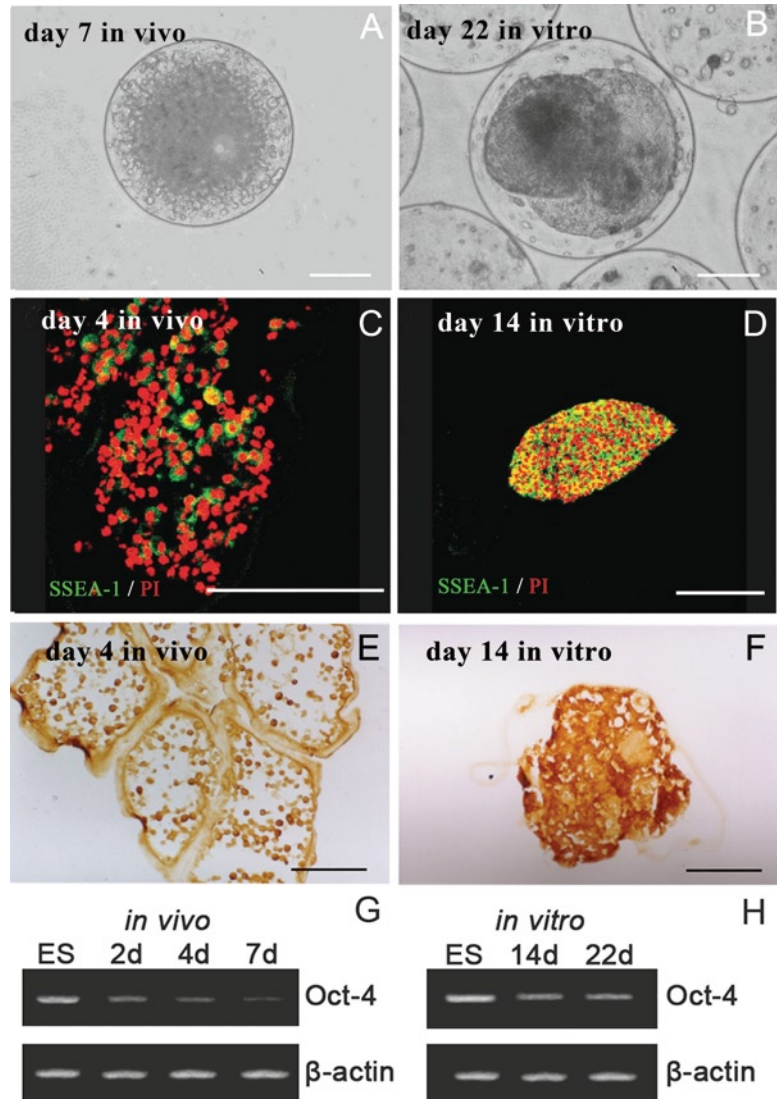 day 7 in vivo A
day 22 in vitro B
day 4 in vivo C
SSEA-1 / PI
day 14 in vitro D
SSEA-1 / PI
day 4 in vivo E
day 14 in vitro F
G
in vivo
ES 2d 4d 7d
Oct-4
β-actin
H
in vitro
ES 14d 22d
Oct-4
β-actin